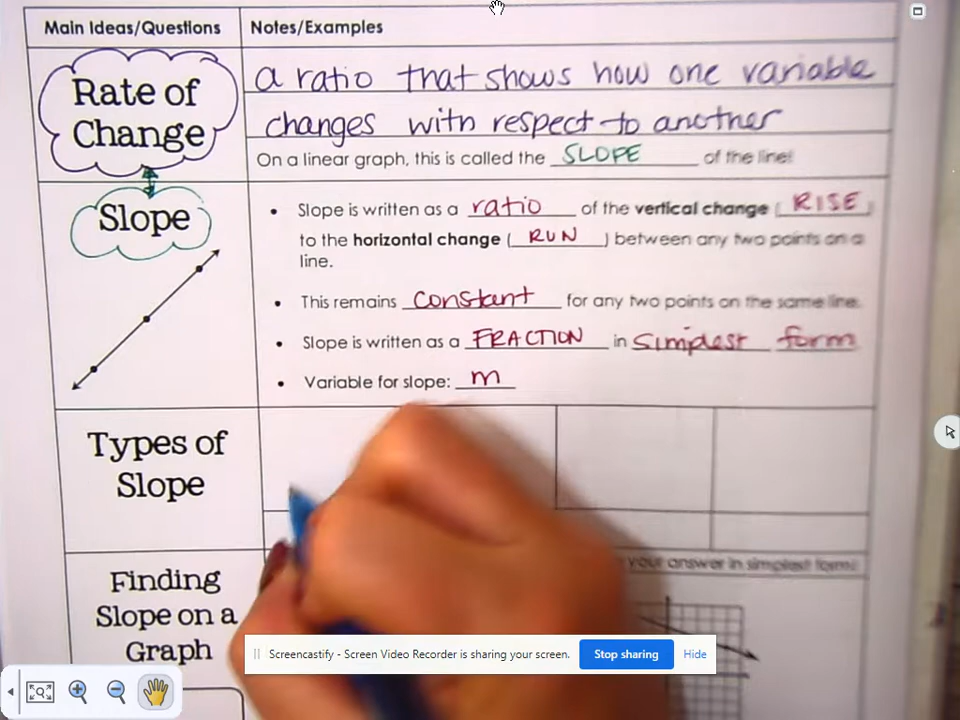 Main Ideas/Questions
Notes/Examples
Rate of
Change
a ratio that shows how one variable
changes with respect to another
On a linear graph, this is called the SLOPE of the line!
Slope
• Slope is written as a ratio of the vertical change (RISE)
to the horizontal change (RUN) between any two points on a
line.
• This remains constant for any two points on the same line.
• Slope is written as a FRACTION in simplest form
• Variable for slope: m
Types of
Slope
Finding
Slope on a
Graph
your answer in simplest form!
Screencastify - Screen Video Recorder is sharing your screen.
Stop sharing
Hide